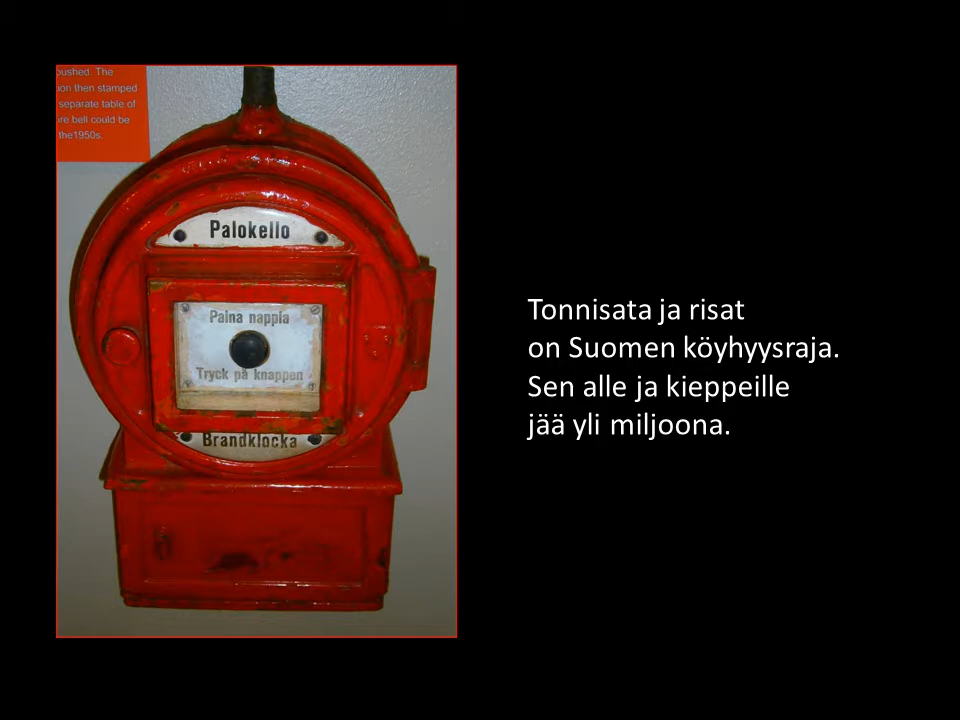 pushed. The
ion then stamped
separate table of
ire bell could be
the1950s.
Palokello
Paina nappia
Tryck på knappen
Brandklocka
Tonnisata ja risat
on Suomen köyhyysraja.
Sen alle ja kieppeille
jää yli miljoona.